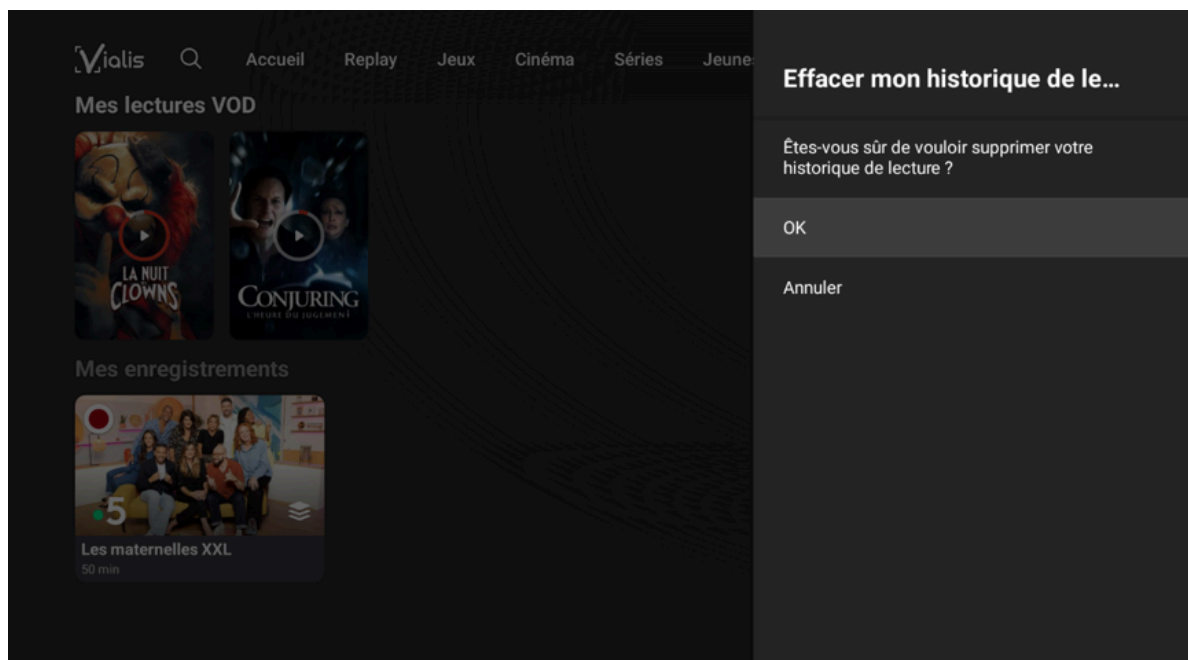 Vialis
Accueil
Replay
Jeux
Cinéma
Séries
Jeune
Mes lectures VOD
LA NUIT
CLOWNS
CONJURING
L'HEURE DU JUGEMENT
Mes enregistrements
5
Les maternelles XXL
50 min
Effacer mon historique de le...
Êtes-vous sûr de vouloir supprimer votre
historique de lecture ?
OK
Annuler